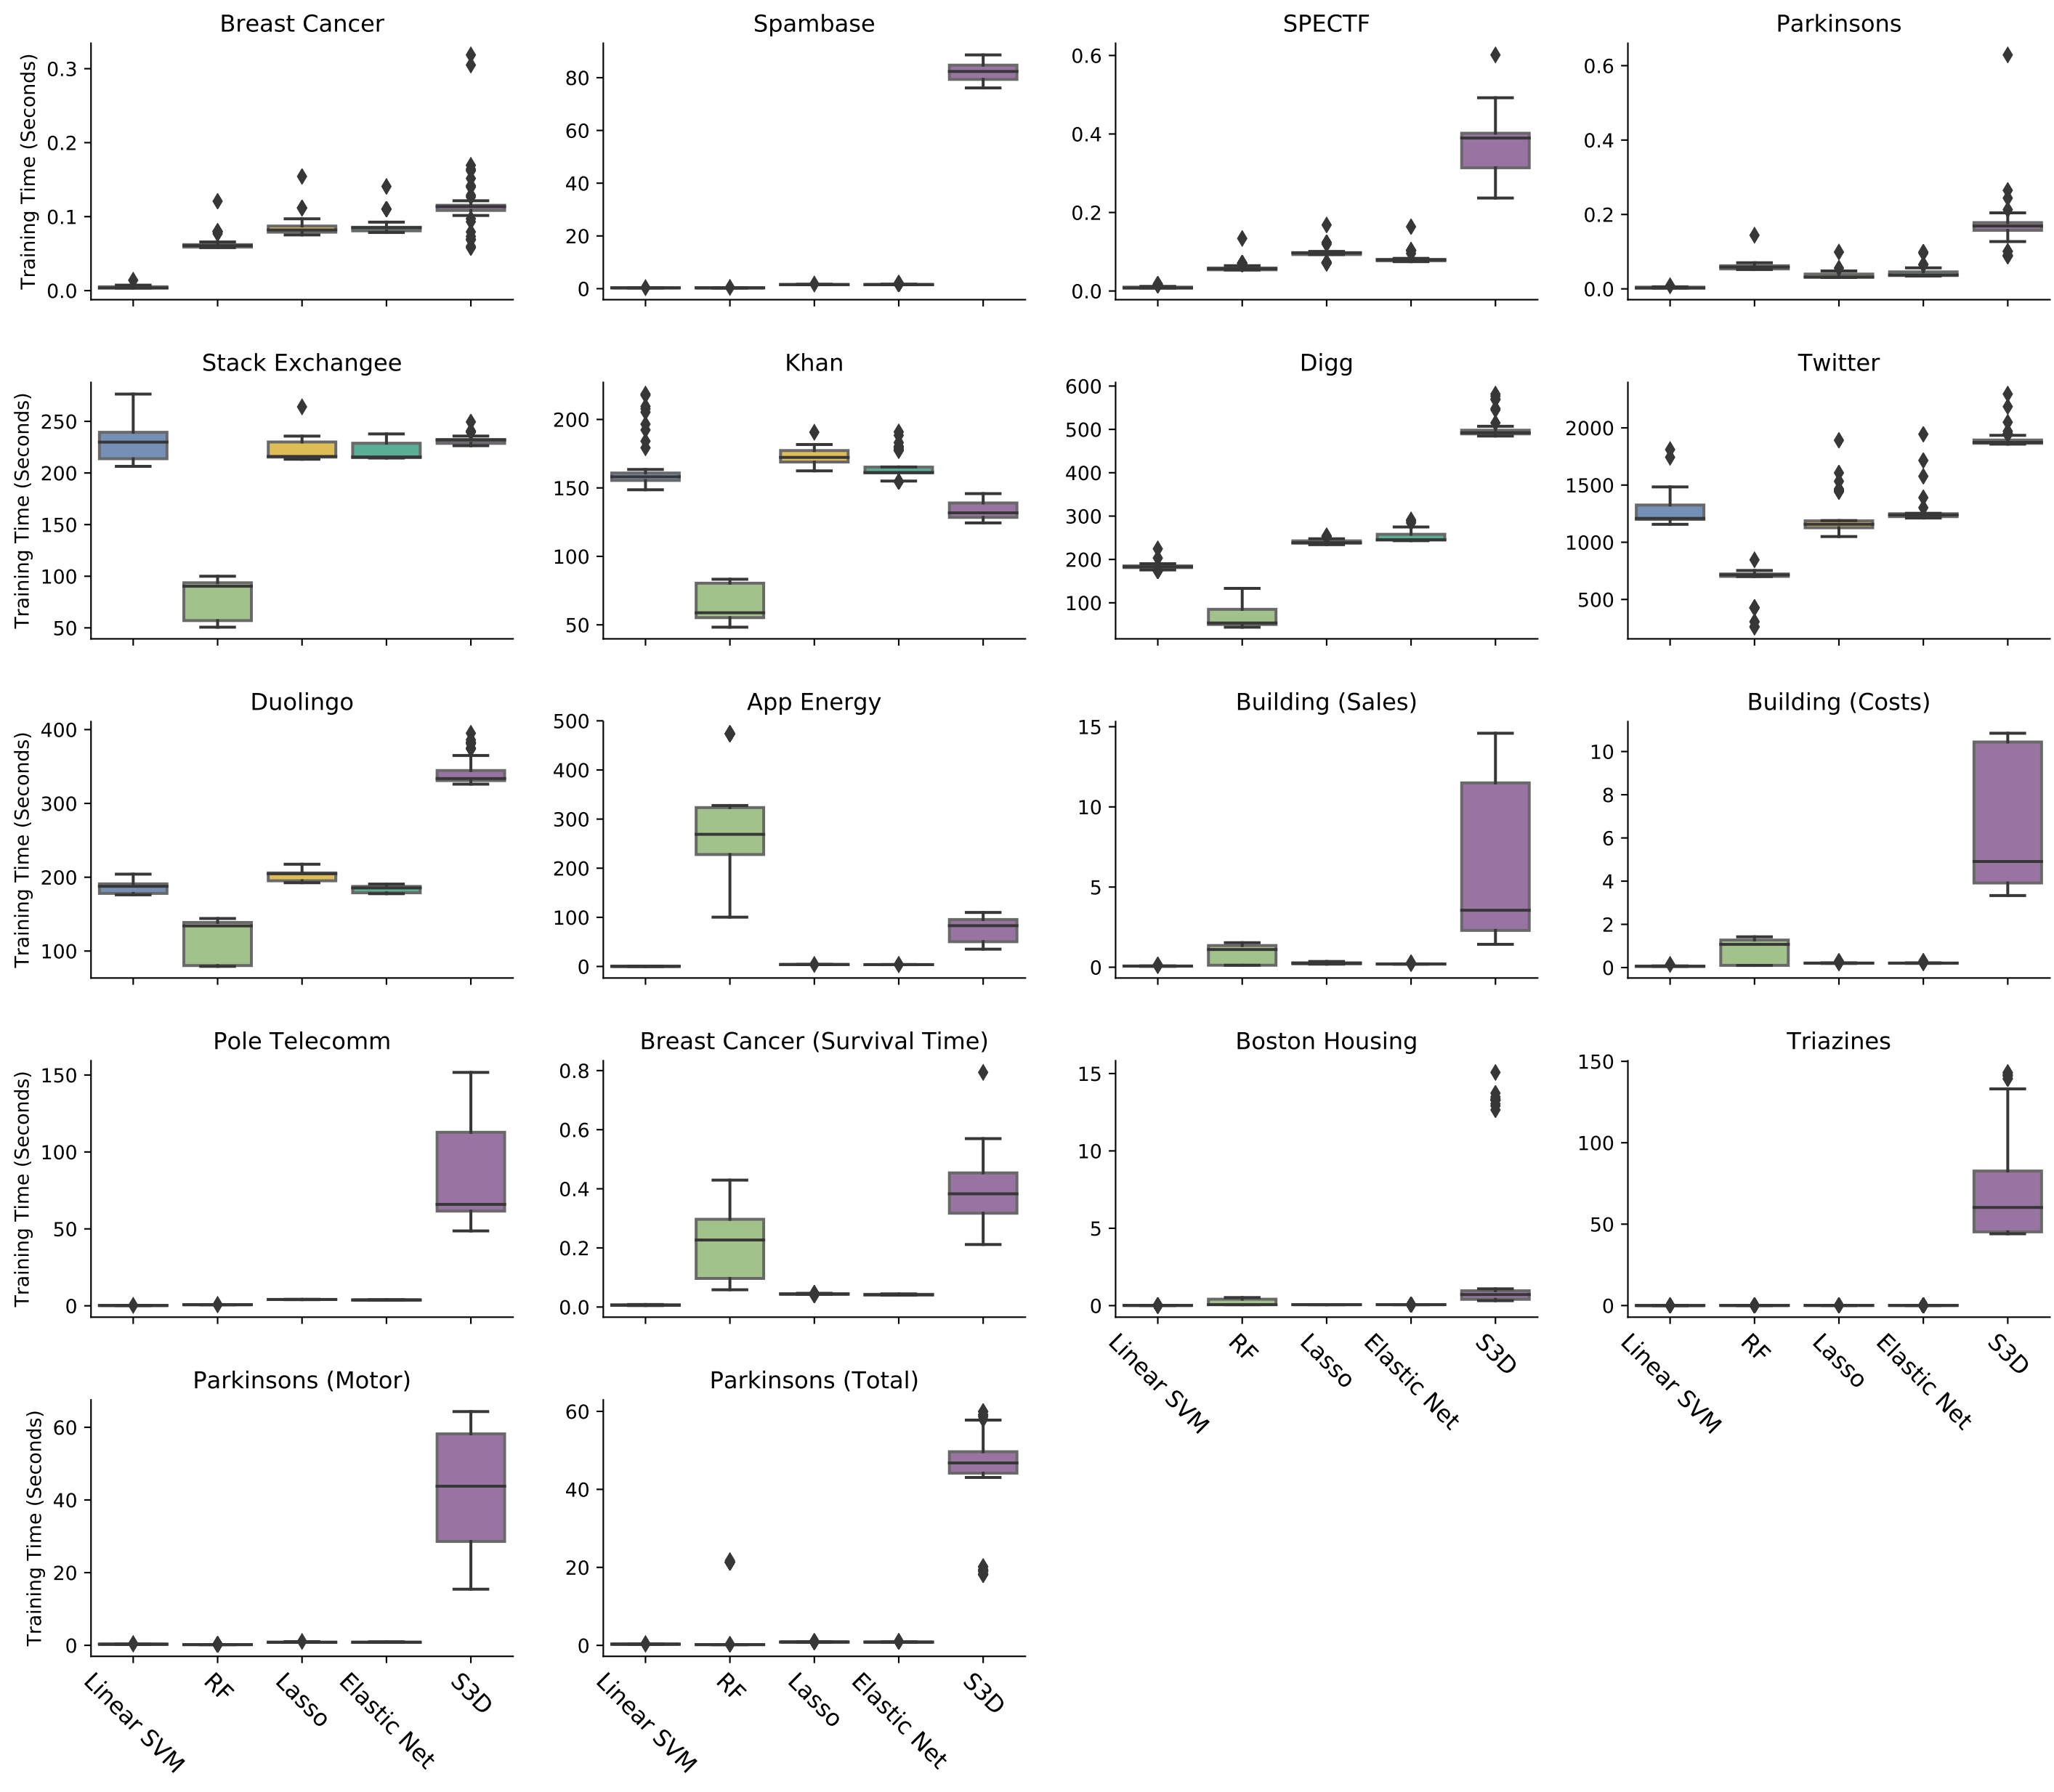 Breast Cancer
Training Time (Seconds)
0.3
0.2
0.1
0.0
Spambase
80
60
40
20
0
SPECTF
0.6
0.4
0.2
0.0
Parkinsons
0.6
0.4
0.2
0.0
Stack Exchangee
Training Time (Seconds)
250
200
150
100
50
Khan
200
150
100
50
Digg
600
500
400
300
200
100
Twitter
2000
1500
1000
500
Duolingo
Training Time (Seconds)
400
300
200
100
App Energy
500
400
300
200
100
0
Building (Sales)
15
10
5
0
Building (Costs)
10
8
6
4
2
0
Pole Telecomm
Training Time (Seconds)
150
100
50
0
Breast Cancer (Survival Time)
0.8
0.6
0.4
0.2
0.0
Boston Housing
15
10
5
0
Linear SVM
RF
Lasso
Elastic Net
S3D
Triazines
150
100
50
0
Linear SVM
RF
Lasso
Elastic Net
S3D
Parkinsons (Motor)
Training Time (Seconds)
60
40
20
0
Linear SVM
RF
Lasso
Elastic Net
S3D
Parkinsons (Total)
60
40
20
0
Linear SVM
RF
Lasso
Elastic Net
S3D